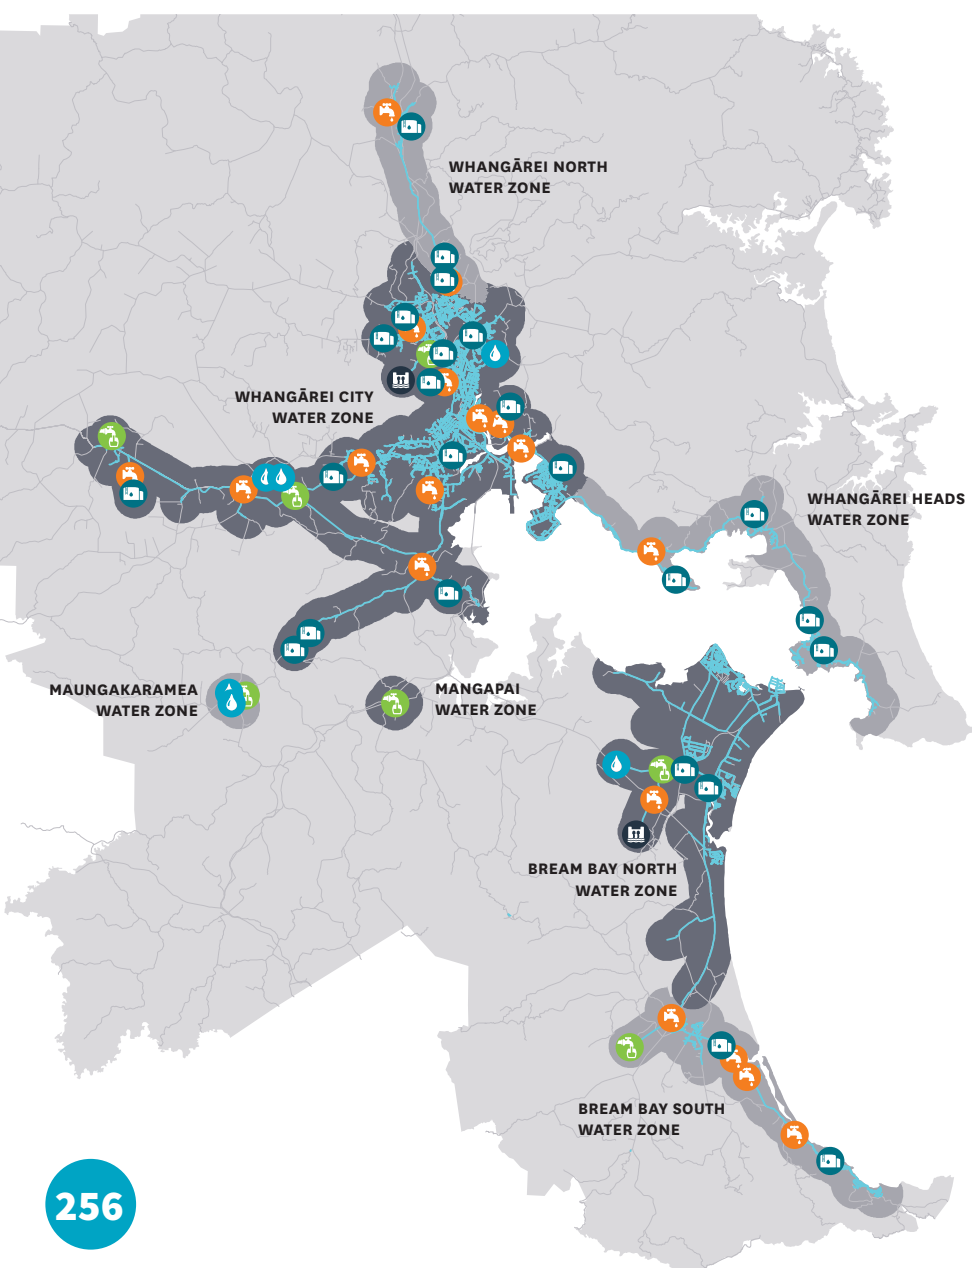 WHANGĀREI NORTH
WATER ZONE
WHANGĀREI CITY
WATER ZONE
WHANGĀREI HEADS
WATER ZONE
MAUNGAKARAMEA
WATER ZONE
MANGAPAI
WATER ZONE
BREAM BAY NORTH
WATER ZONE
BREAM BAY SOUTH
WATER ZONE
256